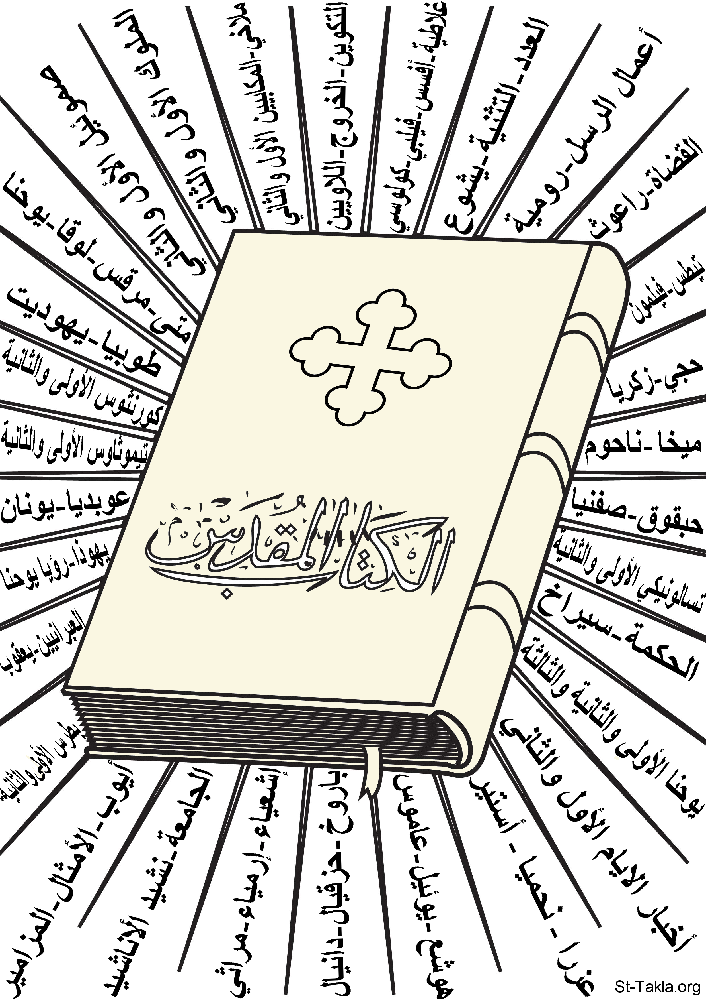 التكوين-الخروج-اللاويين
غلاطية-أفسس-فيلبي-كولوسي
العدد-التثنية-يشوع
أعمال الرسل-رومية
القضاة-راعوث
تيطس-فيلمون
حجي-زكريا
ميخا-ناحوم
حبقوق-صفنيا
تسالونيكي الأولى والثانية
الحكمة-سيراخ
يوحنا الأولى والثانية والثالثة
أخبار الايام الأول والثاني
عزرا - نحميا - أستير
هوشع-يوئيل-عاموس
باروخ-حزقيال-دانيال
أشعياء-إرمياء-مراثي
الجامعة-نشيد الأناشيد
أيوب-الأمثال-المزامير
بطرس الأولى والثانية
العبرانيين-يعقوب
يهوذا-رؤيا يوحنا
عوبديا-يونان
تيموثاوس الأولى والثانية
كورنثوس الأولى والثانية
طوبيا-يهوديت
متى-مرقس-لوقا-يوحنا
صموئيل الأول و الثاني
الملوك الأول و الثاني
ملاخي-المكابيين الأول و الثاني
الكتاب المقدس
St-Takla.org